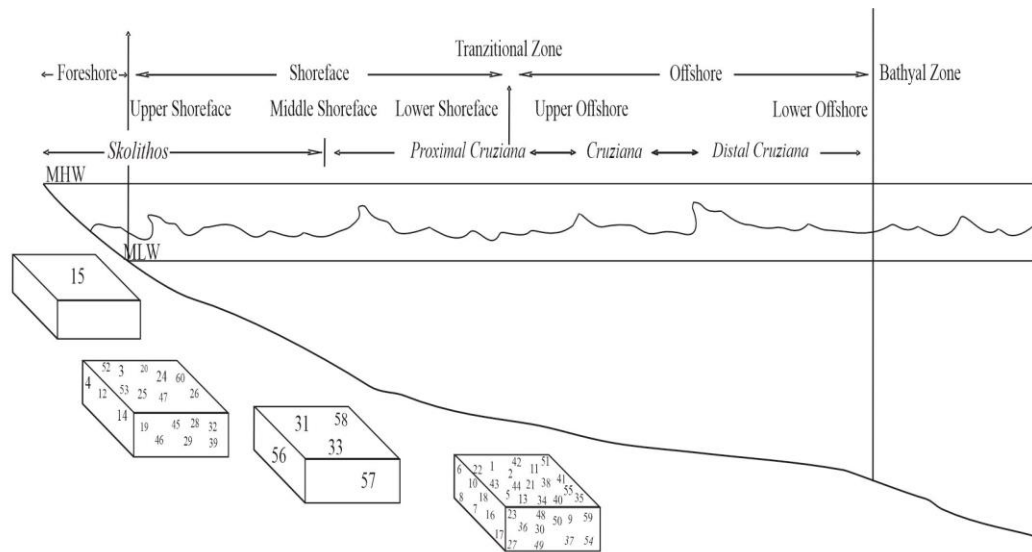 Tranzitional Zone
Foreshore Shoreface Offshore Bathyal Zone
Upper Shoreface Middle Shoreface Lower Shoreface Upper Offshore Lower Offshore
Skolithos Proximal Cruziana Cruziana Distal Cruziana
MHW
MLW
15
52 3 20 24 60
4 12 53 25 47 26
14 19 45 28 32
46 29 39
31 58
56 33
57
6 22 1 42 11 51
2 41
10 43 44 21 38 55
8 18 5 13 34 40 35
7 16 23 48 50 9 59
36 30
17 27 49 37 54